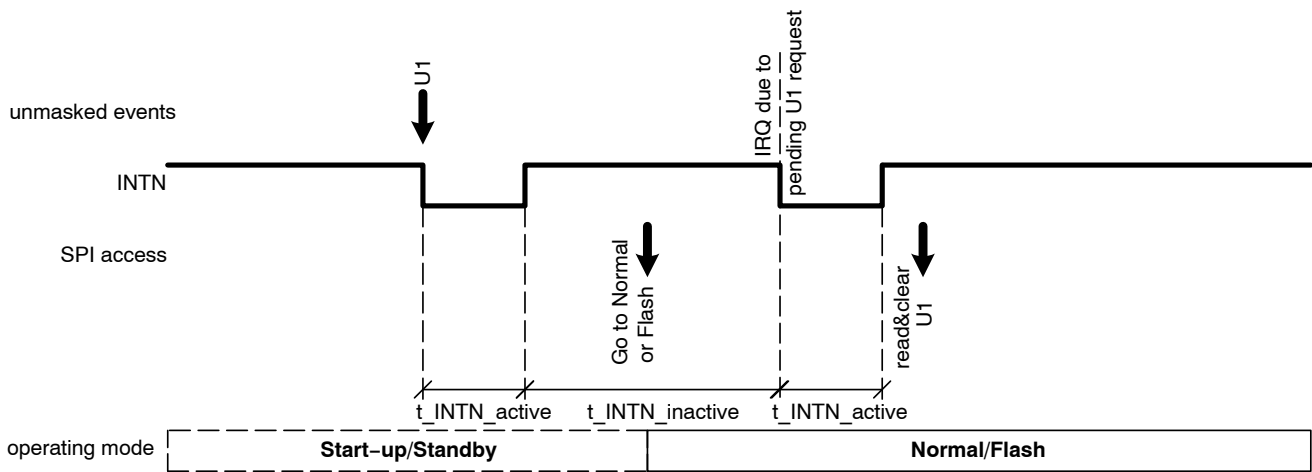 U1
IRQ due to
pending U1 request
unmasked events
INTN
SPI access
Go to Normal
or Flash
read&clear
U1
t_INTN_active
t_INTN_inactive
t_INTN_active
operating mode
Start−up/Standby
Normal/Flash